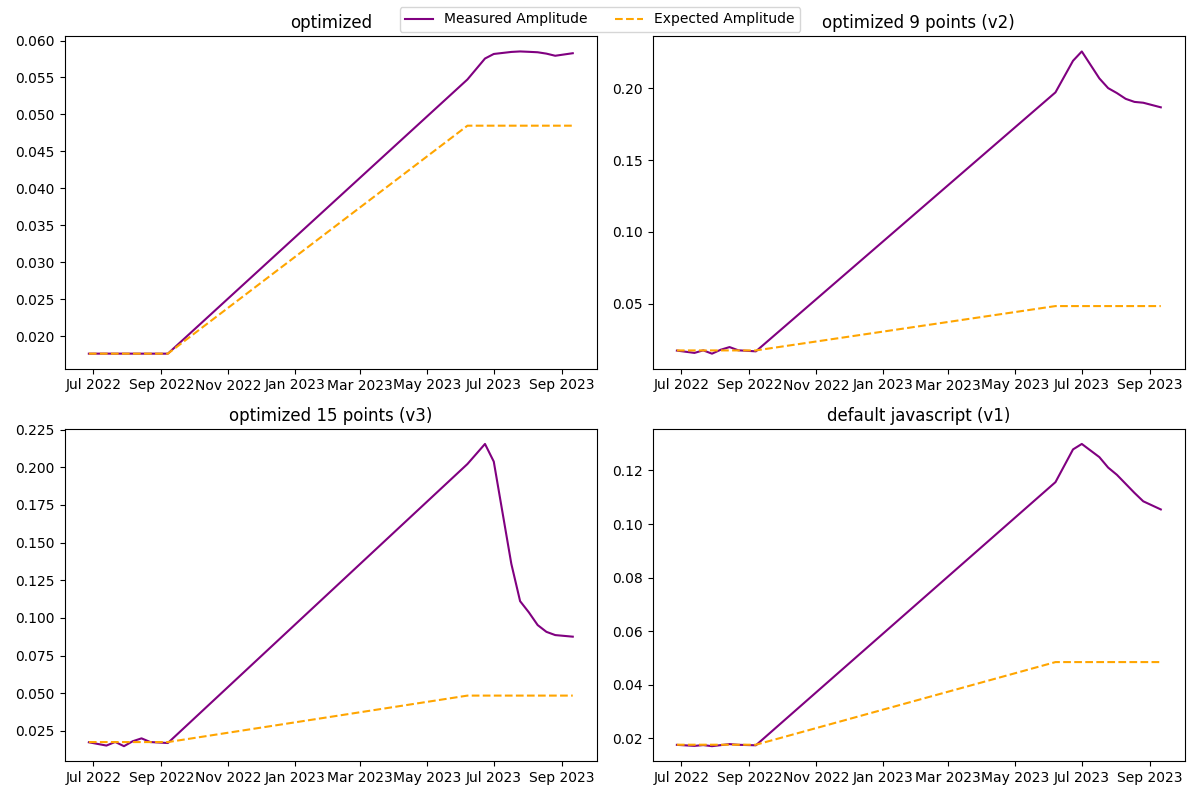 optimized
Measured Amplitude
Expected Amplitude
optimized 9 points (v2)
0.060
0.055
0.050
0.045
0.040
0.035
0.030
0.025
0.020
Jul 2022 Sep 2022 Nov 2022 Jan 2023 Mar 2023 May 2023 Jul 2023 Sep 2023
0.20
0.15
0.10
0.05
Jul 2022 Sep 2022 Nov 2022 Jan 2023 Mar 2023 May 2023 Jul 2023 Sep 2023
optimized 15 points (v3)
0.225
0.200
0.175
0.150
0.125
0.100
0.075
0.050
0.025
Jul 2022 Sep 2022 Nov 2022 Jan 2023 Mar 2023 May 2023 Jul 2023 Sep 2023
default javascript (v1)
0.12
0.10
0.08
0.06
0.04
0.02
Jul 2022 Sep 2022 Nov 2022 Jan 2023 Mar 2023 May 2023 Jul 2023 Sep 2023